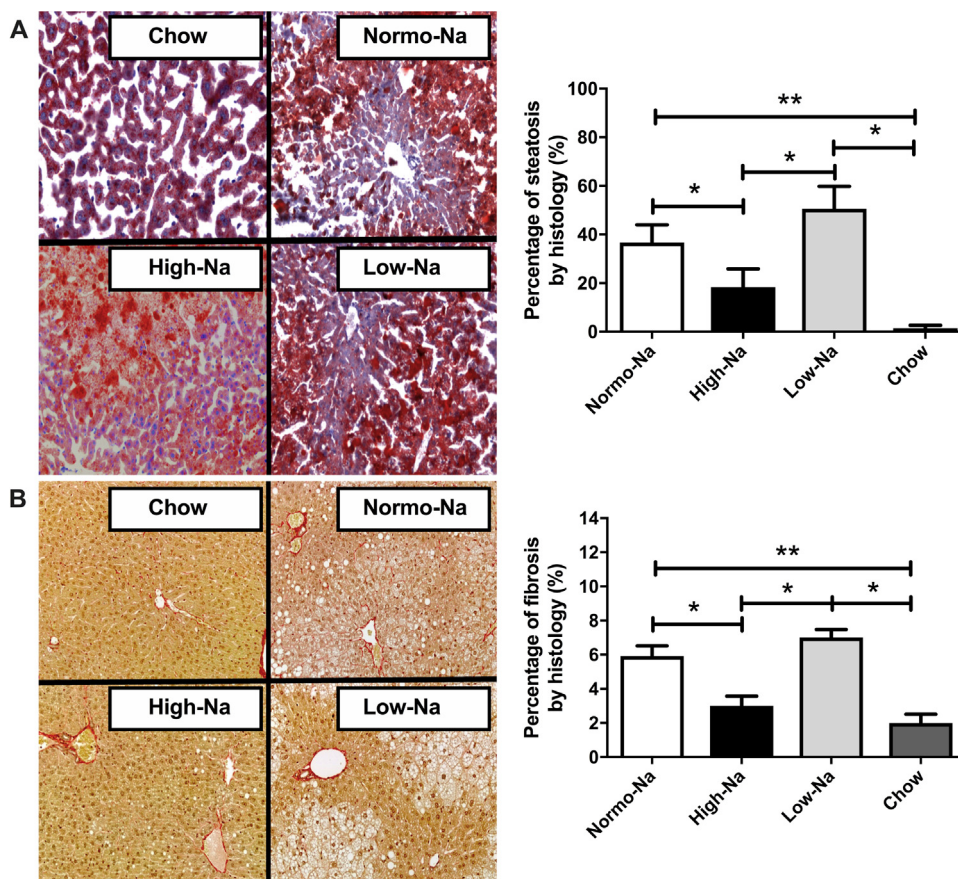 A
Chow
Normo-Na
High-Na
Low-Na
Percentage of steatosis
by histology (%)
100
80
60
40
20
0
**
*
*
*
Normo-Na
High-Na
Low-Na
Chow
B
Chow
Normo-Na
High-Na
Low-Na
Percentage of fibrosis
by histology (%)
14
12
10
8
6
4
2
0
**
*
*
*
Normo-Na
High-Na
Low-Na
Chow